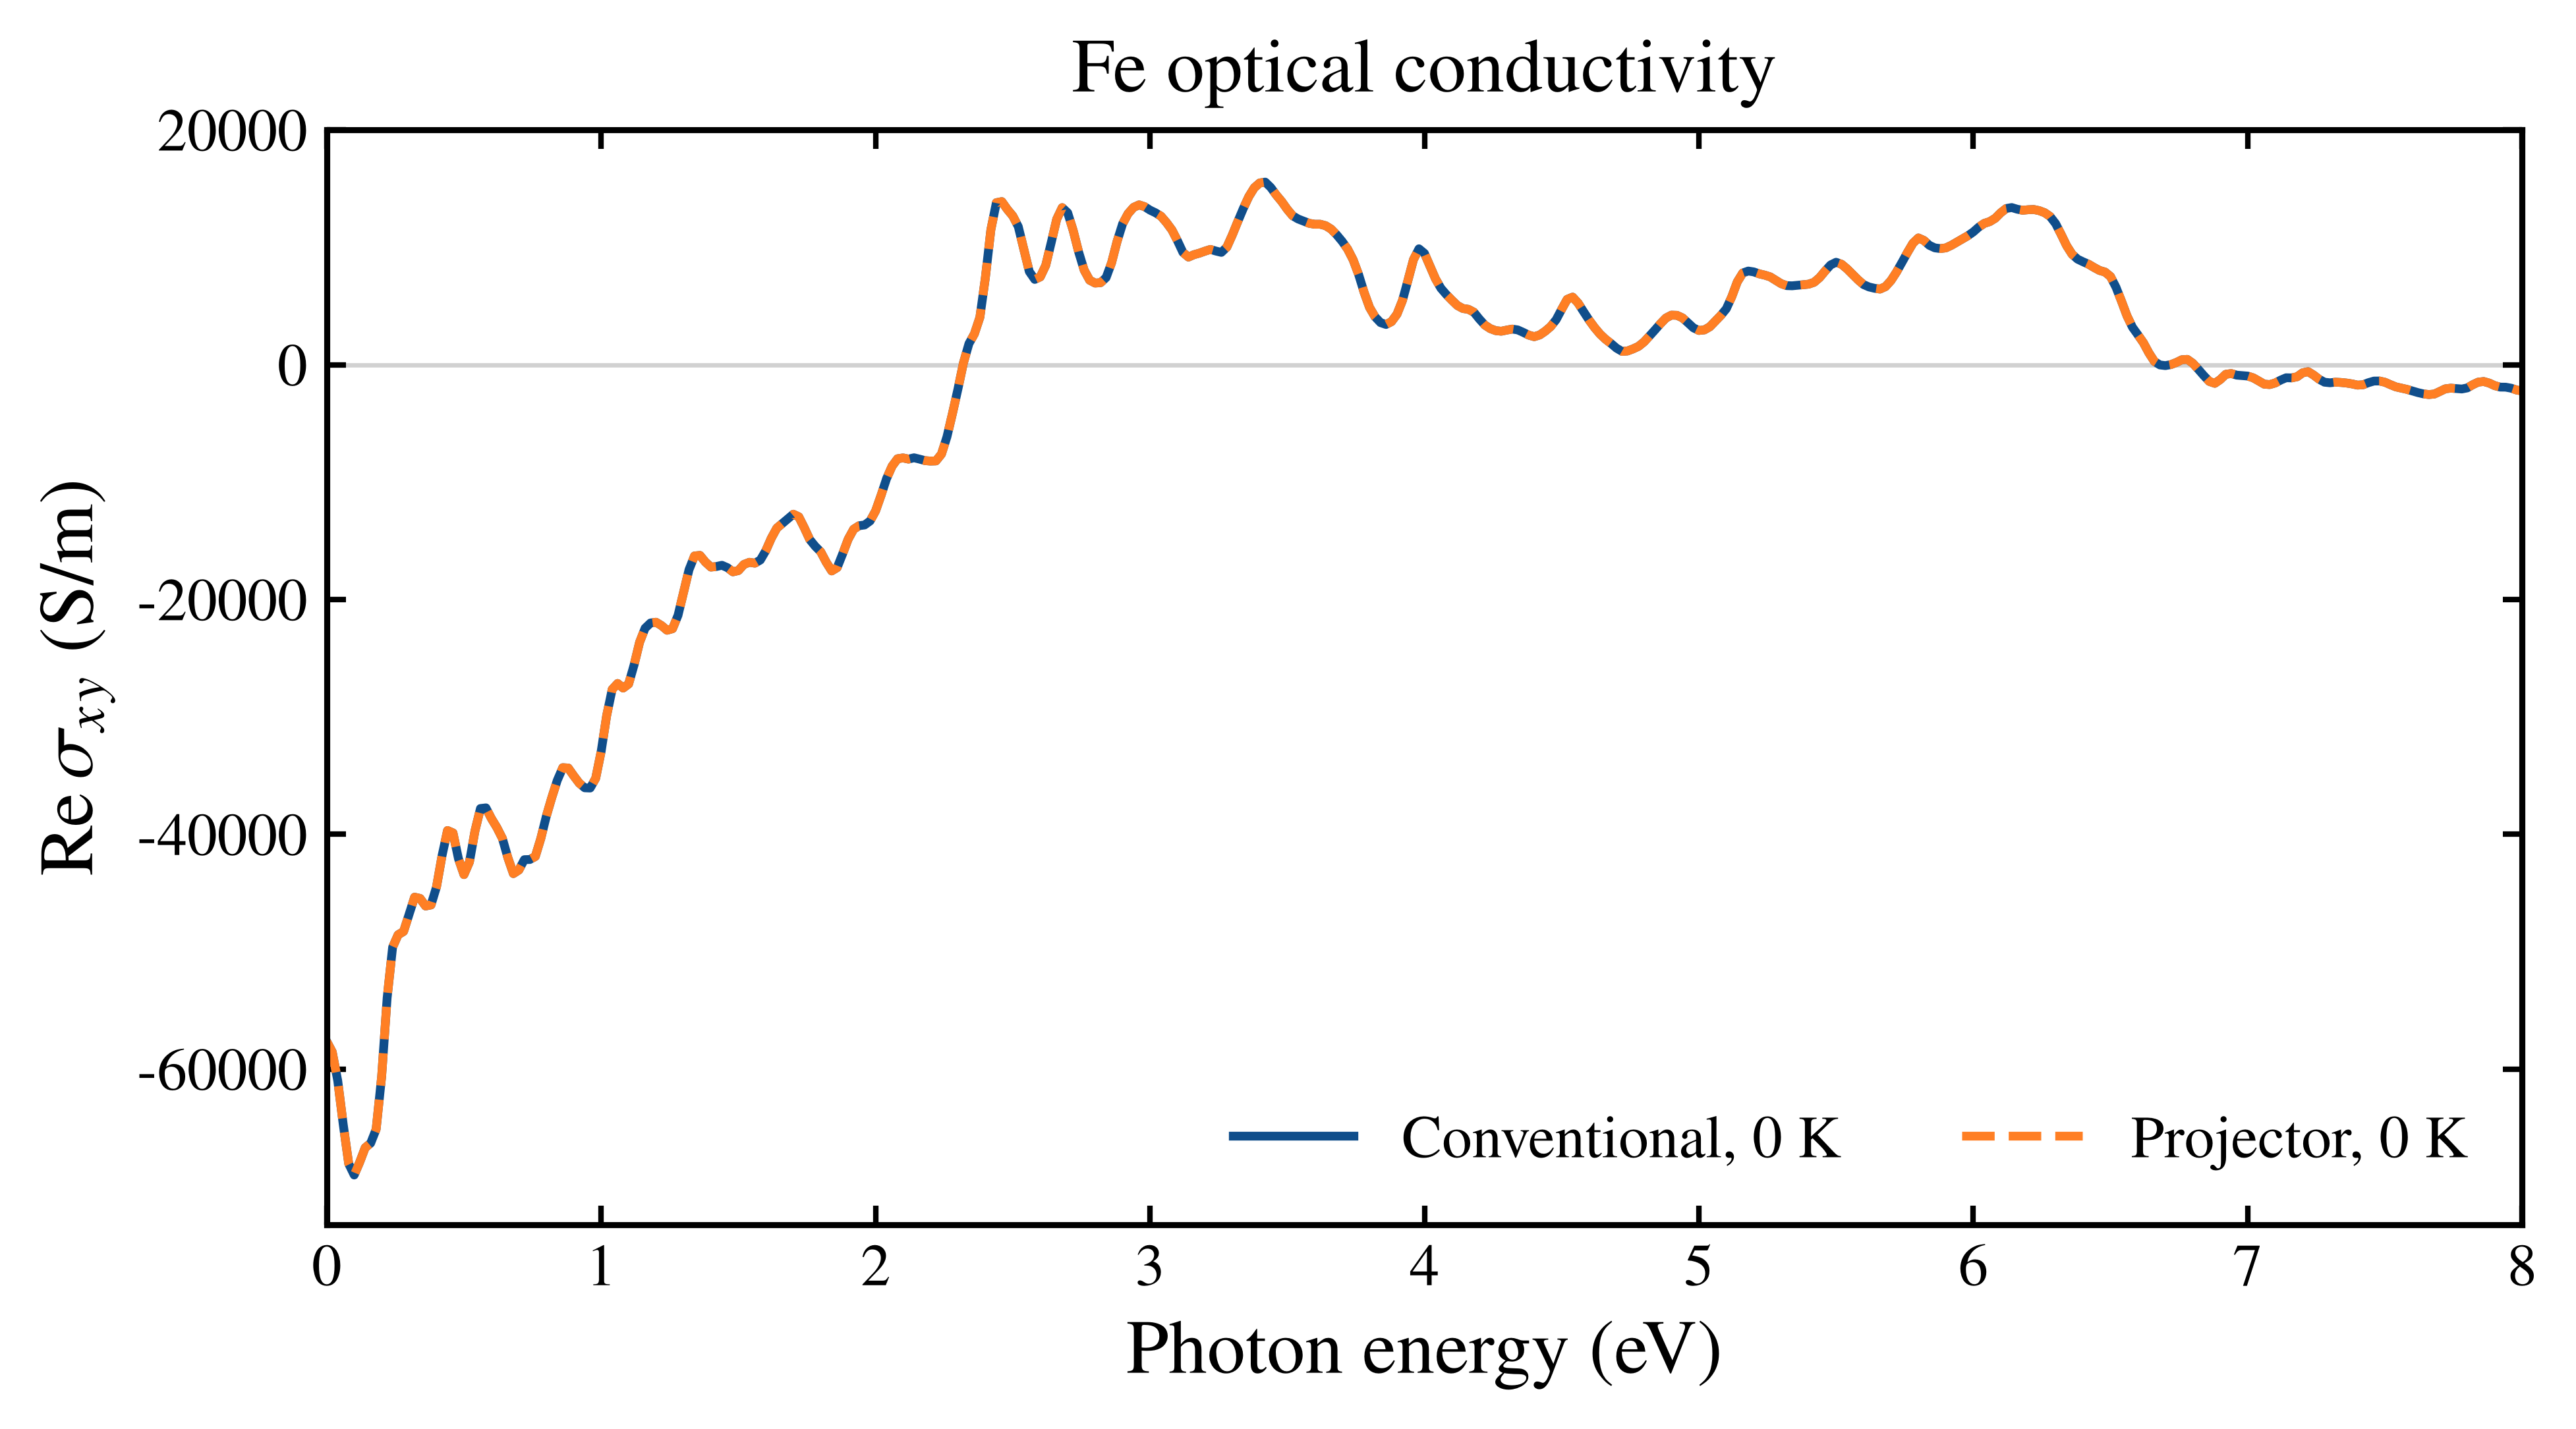 Fe optical conductivity
20000
0
-20000
-40000
-60000
Re σxy (S/m)
Conventional, 0 K
Projector, 0 K
0 1 2 3 4 5 6 7 8
Photon energy (eV)